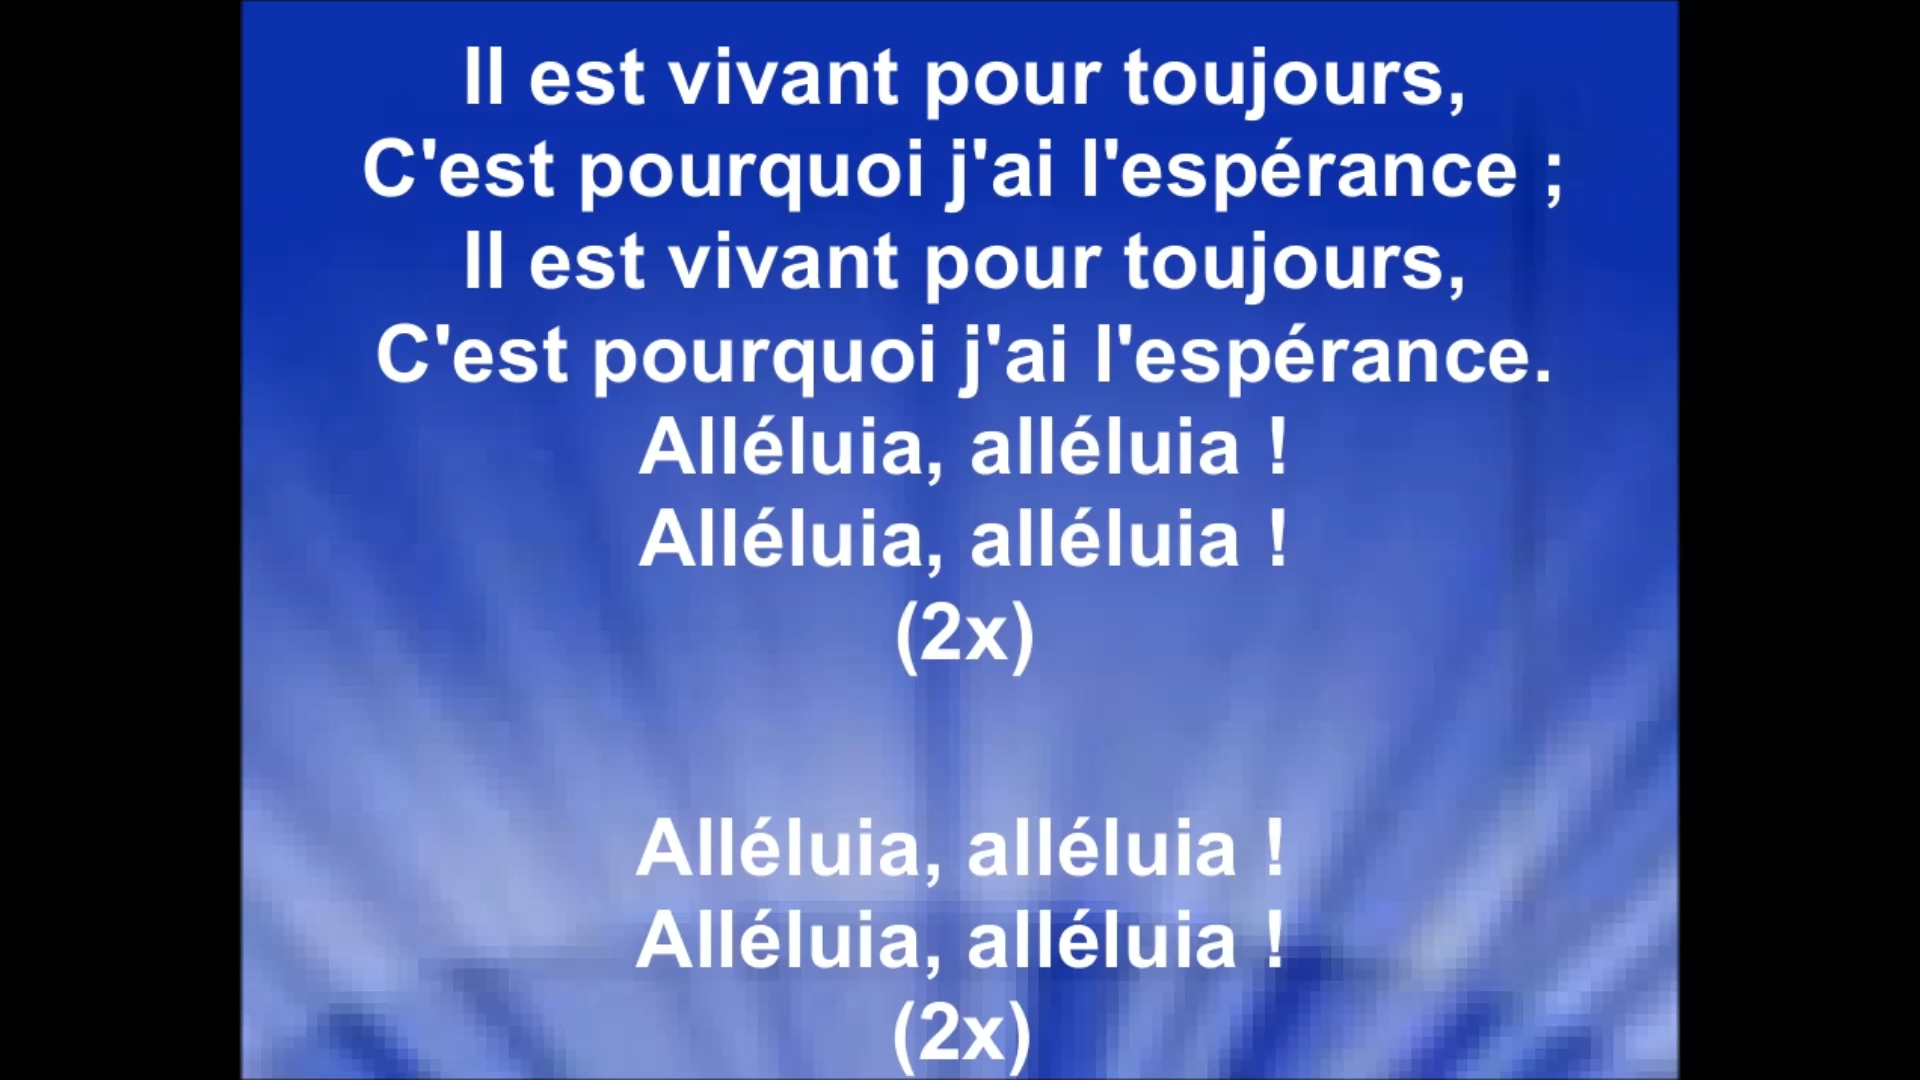 Il est vivant pour toujours,
C'est pourquoi j'ai l'espérance ;
Il est vivant pour toujours,
C'est pourquoi j'ai l'espérance.
Alléluia, alléluia !
Alléluia, alléluia !
(2x)
Alléluia, alléluia !
Alléluia, alléluia !
(2x)